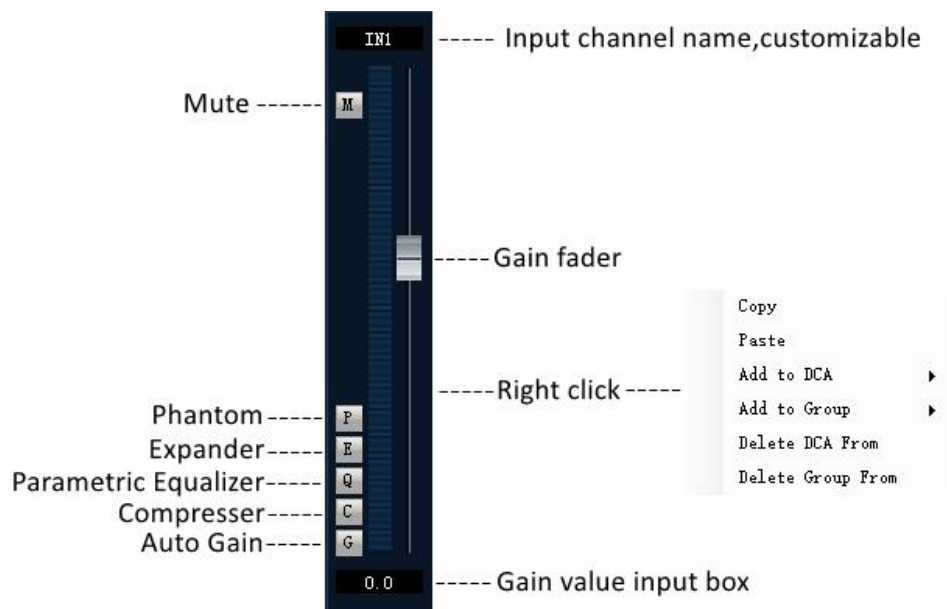 IN1
Input channel name,customizable
Mute
M
Gain fader
Copy
Paste
Add to DCA
Right click
Add to Group
Phantom
P
Delete DCA From
Expander
E
Parametric Equalizer
Q
Delete Group From
Compresser
C
Auto Gain
G
0.0
Gain value input box